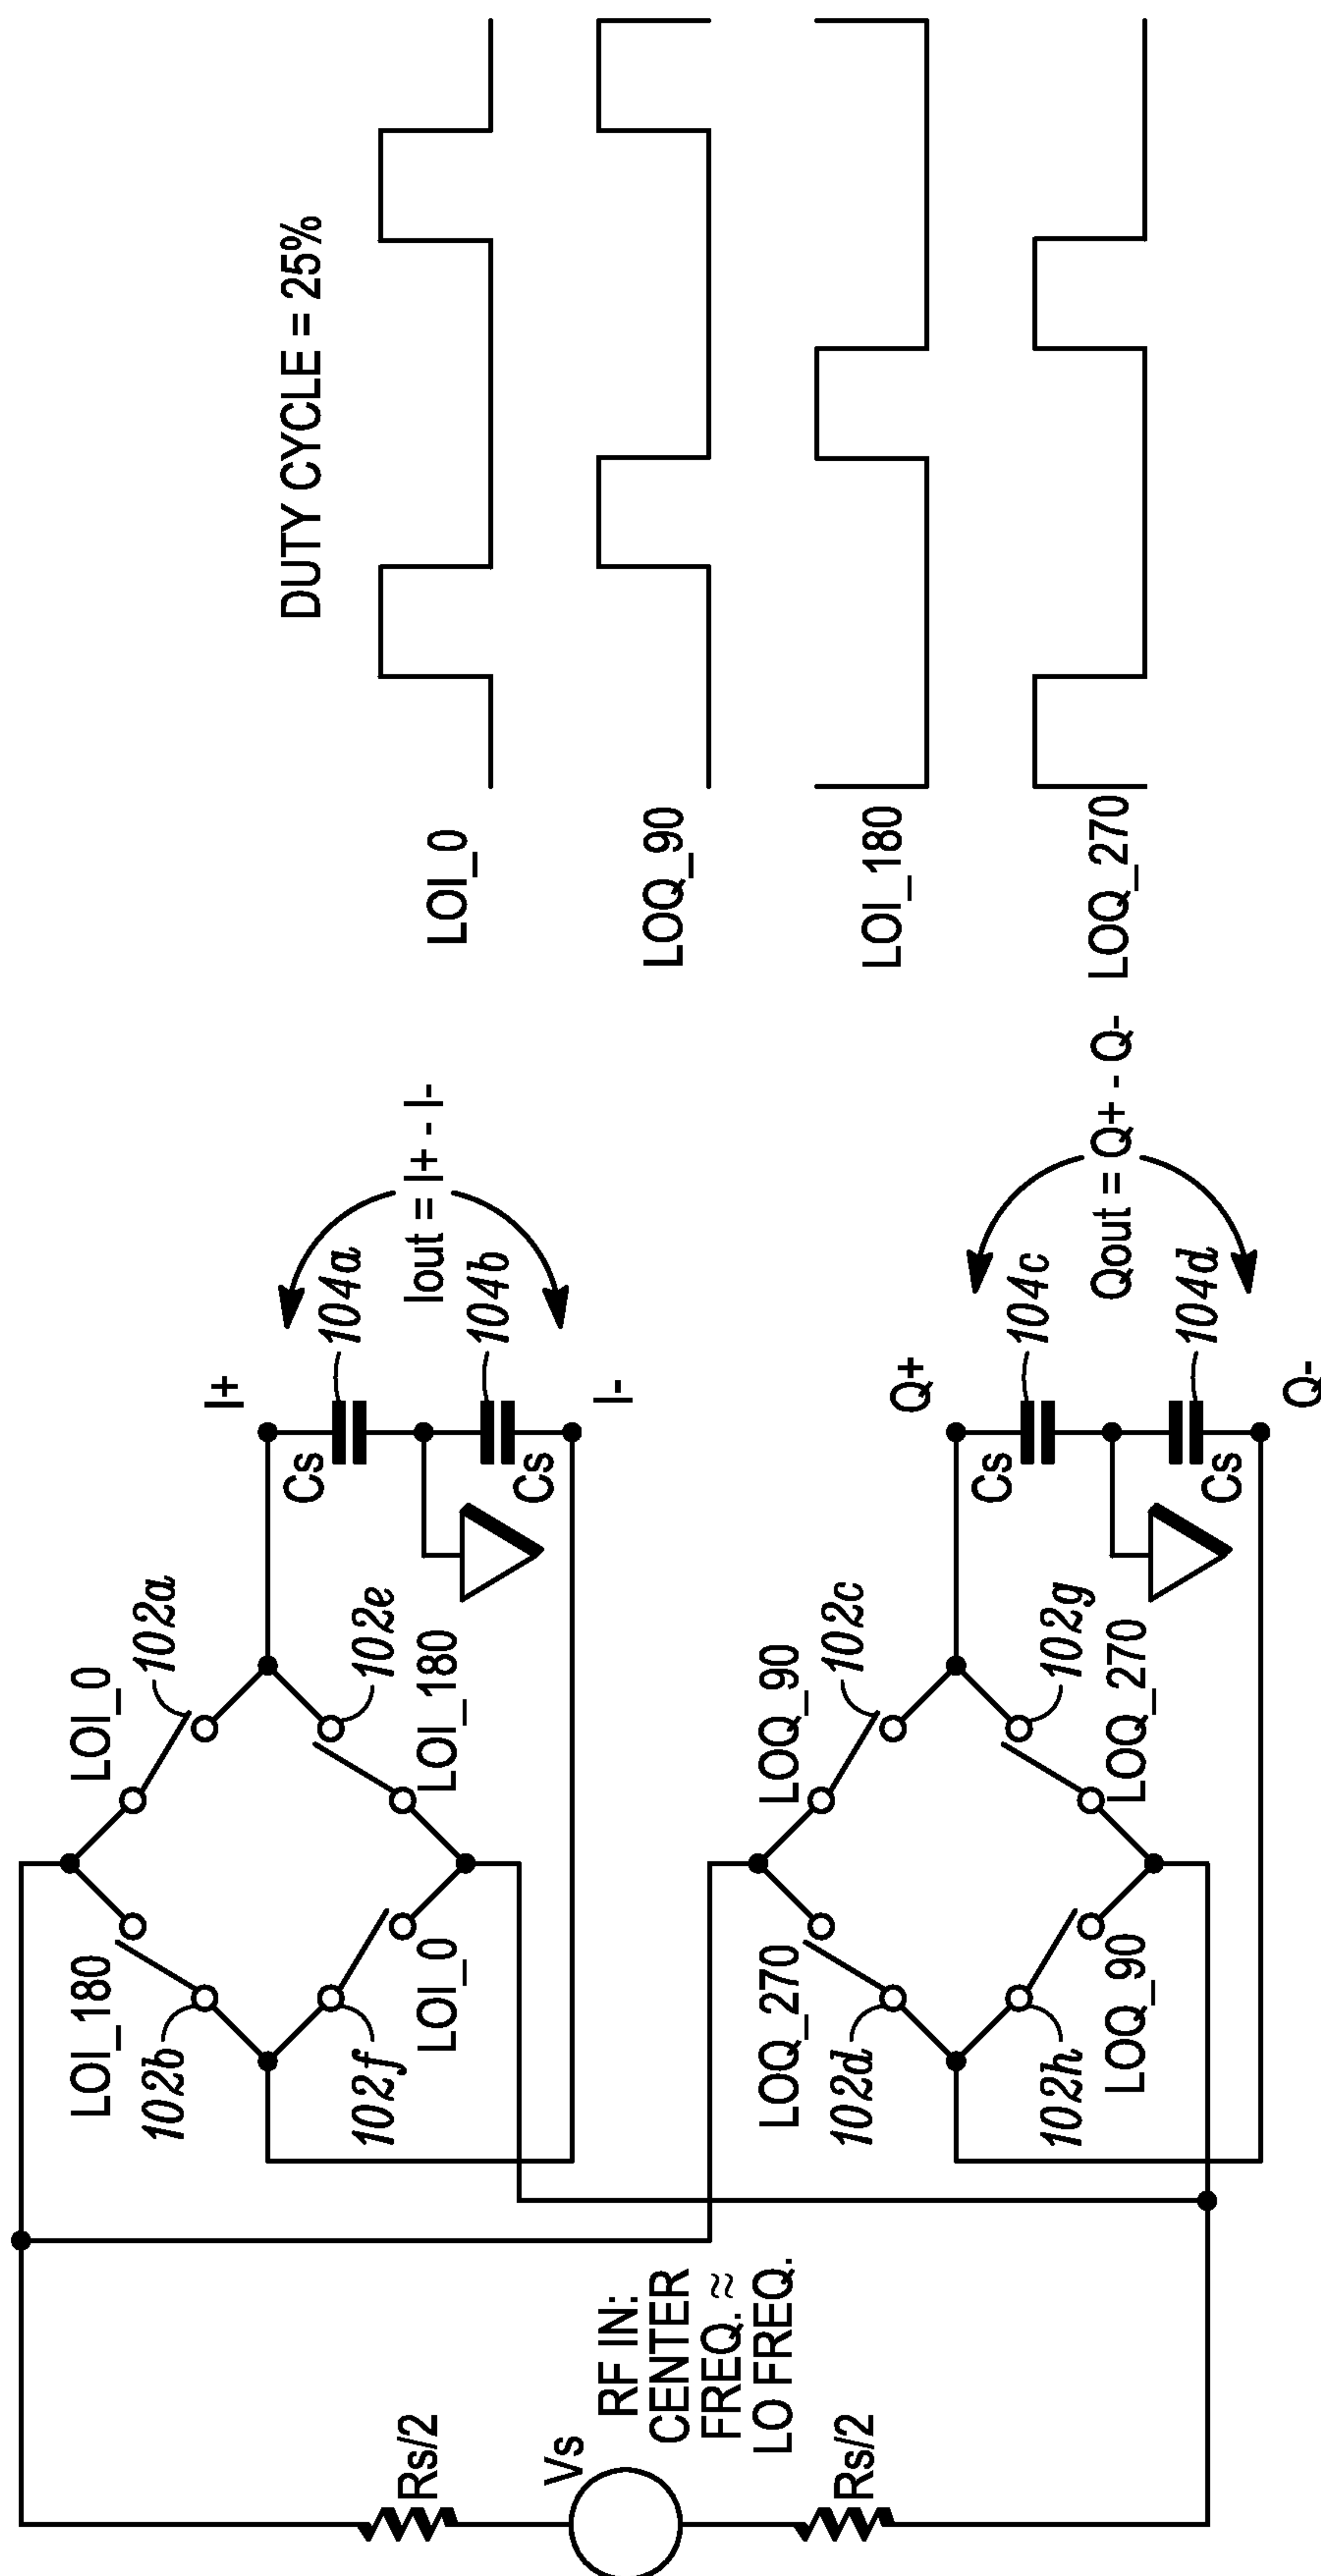 Rs/2
Vs
Rs/2
RF IN:
CENTER
FREQ. ≈
LO FREQ.
LOI_180
102b
LOI_0
102a
102f
LOI_0
102e
LOI_180
I+
Cs
104a
Cs
104b
I-
Iout = I+ - I-
LOQ_270
102d
LOQ_90
102c
102h
LOQ_90
102g
LOQ_270
Q+
Cs
104c
Cs
104d
Q-
Qout = Q+ - Q-
DUTY CYCLE = 25%
LOI_0
LOQ_90
LOI_180
LOQ_270